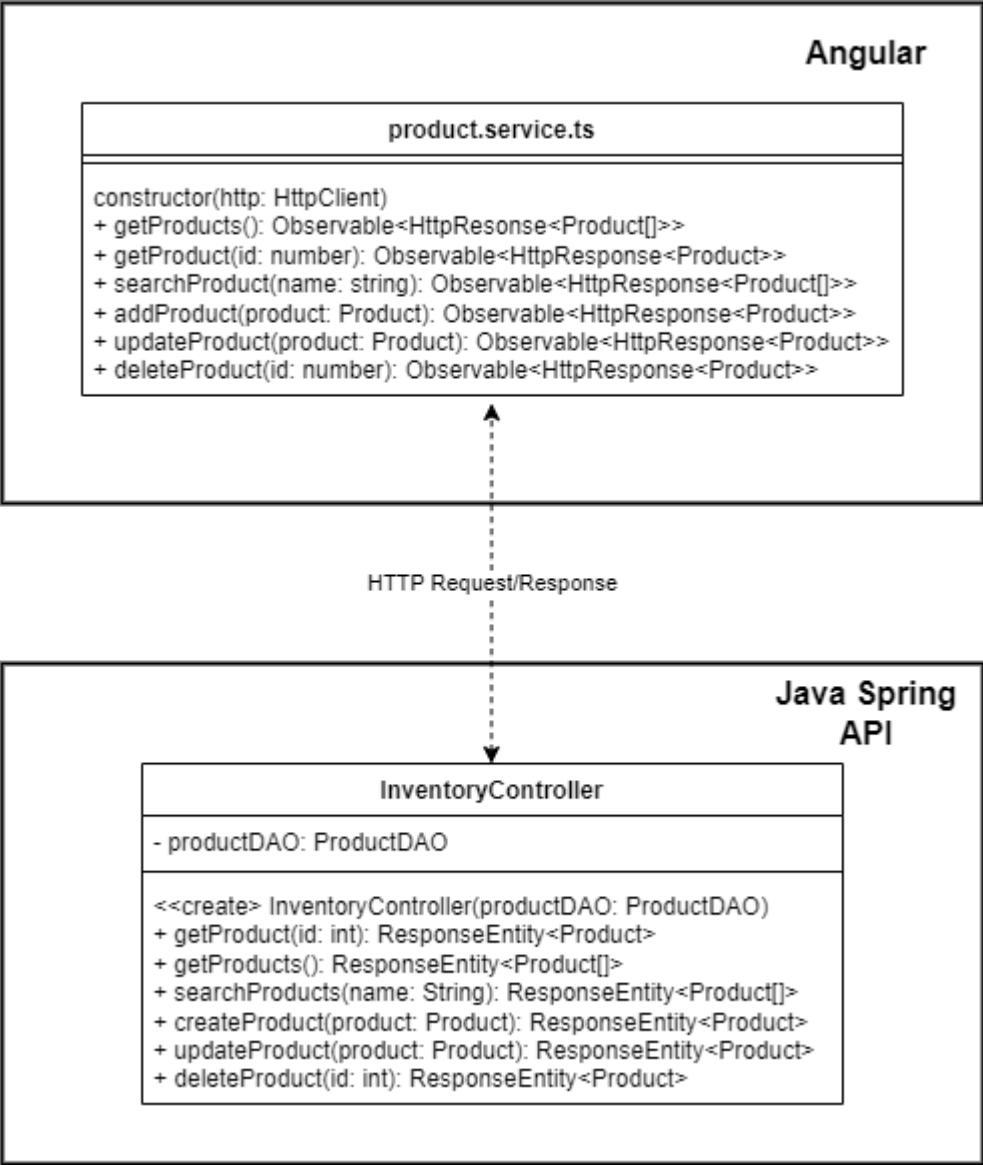 Angular
product.service.ts
constructor(http: HttpClient)
+ getProducts(): Observable<HttpResonse<Product[]>>
+ getProduct(id: number): Observable<HttpResponse<Product>>
+ searchProduct(name: string): Observable<HttpResponse<Product[]>>
+ addProduct(product: Product): Observable<HttpResponse<Product>>
+ updateProduct(product: Product): Observable<HttpResponse<Product>>
+ deleteProduct(id: number): Observable<HttpResponse<Product>>
HTTP Request/Response
Java Spring
API
InventoryController
- productDAO: ProductDAO
<<create> InventoryController(productDAO: ProductDAO)
+ getProduct(id: int): ResponseEntity<Product>
+ getProducts(): ResponseEntity<Product[]>
+ searchProducts(name: String): ResponseEntity<Product[]>
+ createProduct(product: Product): ResponseEntity<Product>
+ updateProduct(product: Product): ResponseEntity<Product>
+ deleteProduct(id: int): ResponseEntity<Product>